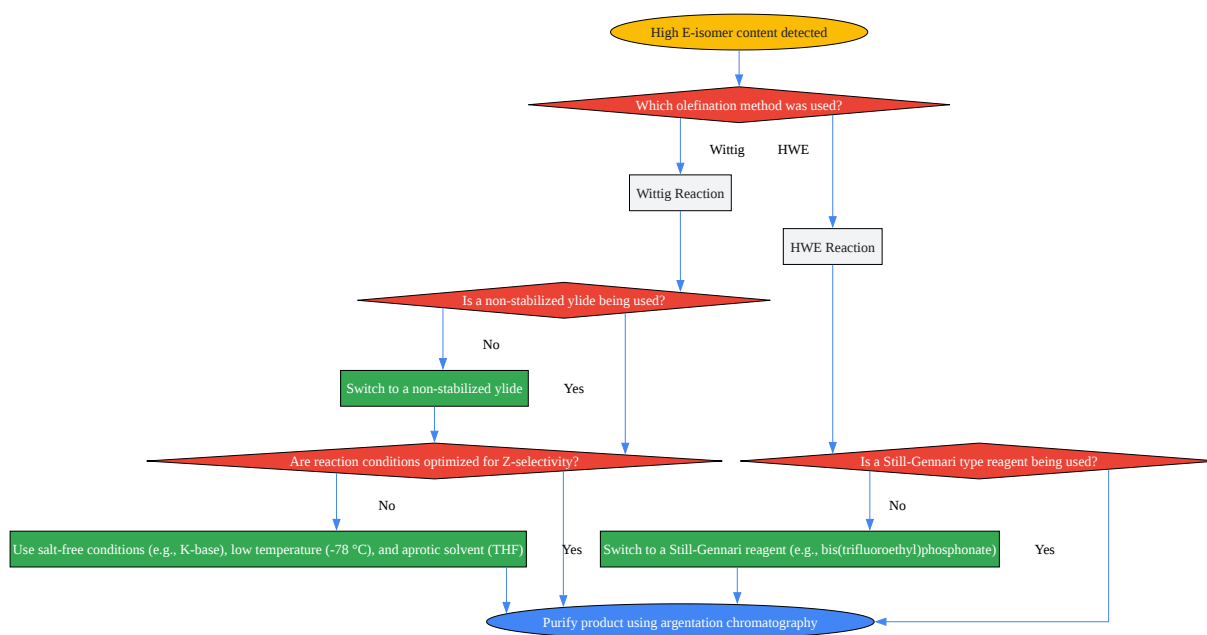 High E-isomer content detected
Which olefination method was used?
Wittig
HWE
Wittig Reaction
HWE Reaction
Is a non-stabilized ylide being used?
No
Switch to a non-stabilized ylide
Yes
Are reaction conditions optimized for Z-selectivity?
Is a Still-Gennari type reagent being used?
No
No
Use salt-free conditions (e.g., K-base), low temperature (-78 °C), and aprotic solvent (THF)
Yes
Switch to a Still-Gennari reagent (e.g., bis(trifluoroethyl)phosphonate)
Yes
Purify product using argentation chromatography